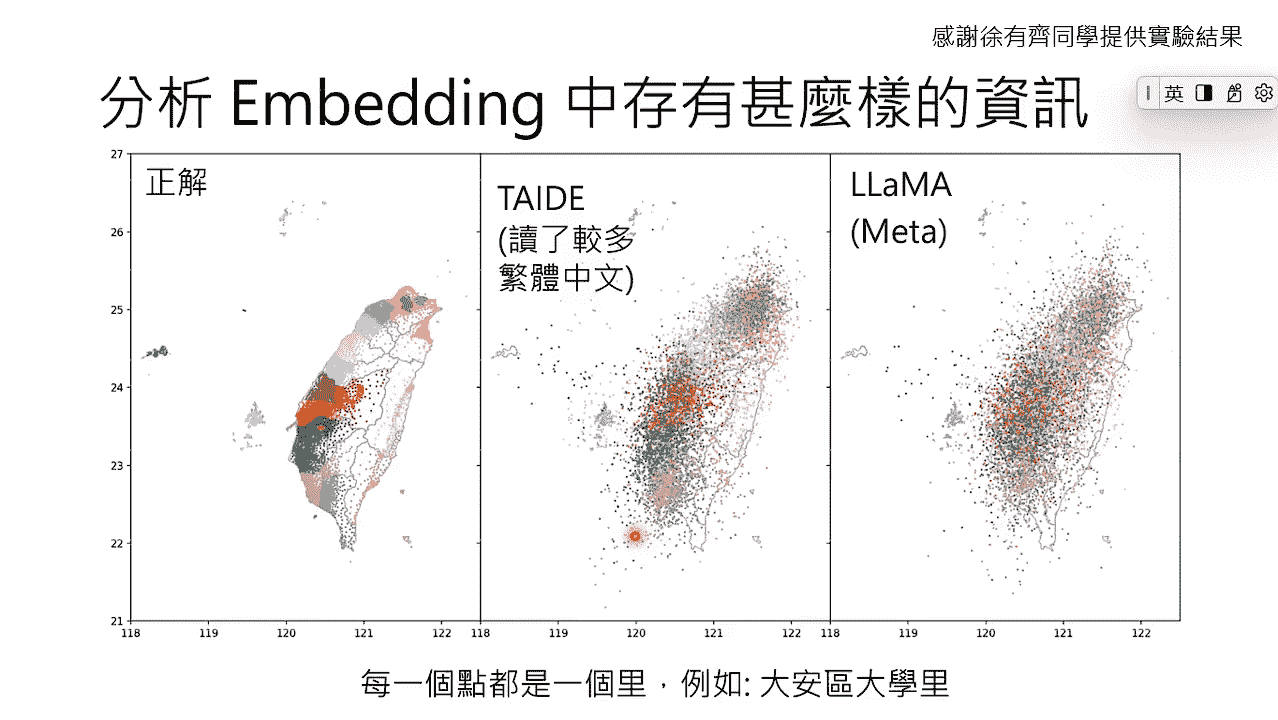 感謝徐有齊同學提供實驗結果
分析 Embedding 中存有甚麼樣的資訊
英
正解
TAIDE
(讀了較多
繁體中文)
LLaMA
(Meta)
27
26
25
24
23
22
21
118 119 120 121 122 118 119 120 121 122 118 119 120 121 122
每一個點都是一個里，例如: 大安區大學里